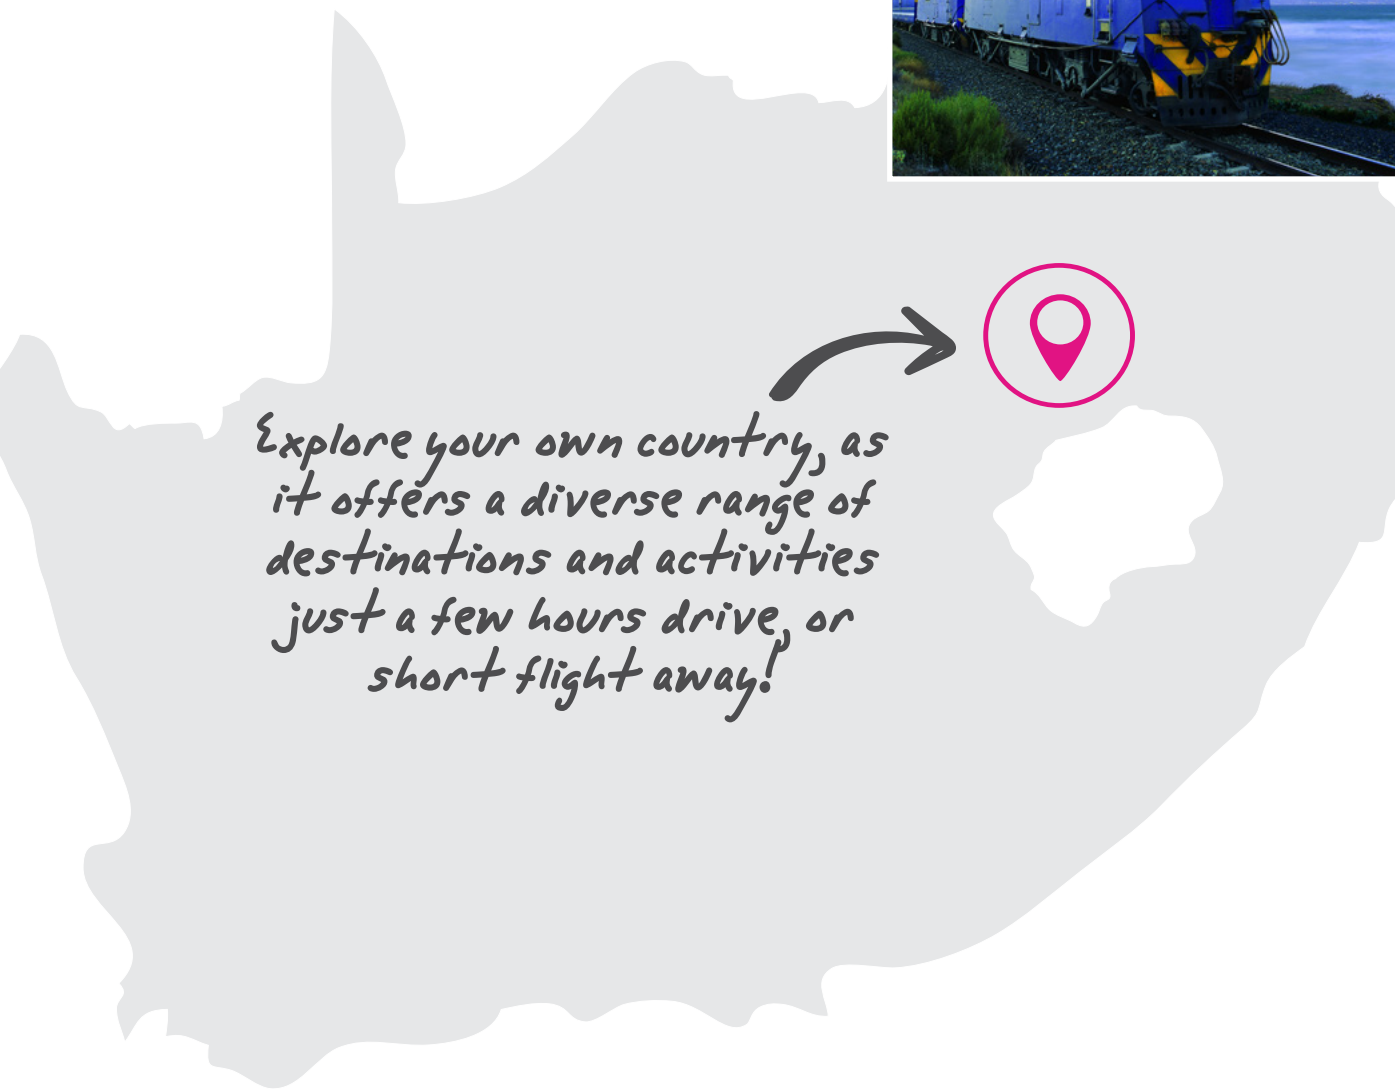 Explore your own country, as
it offers a diverse range of
destinations and activities
just a few hours drive, or
short flight away!